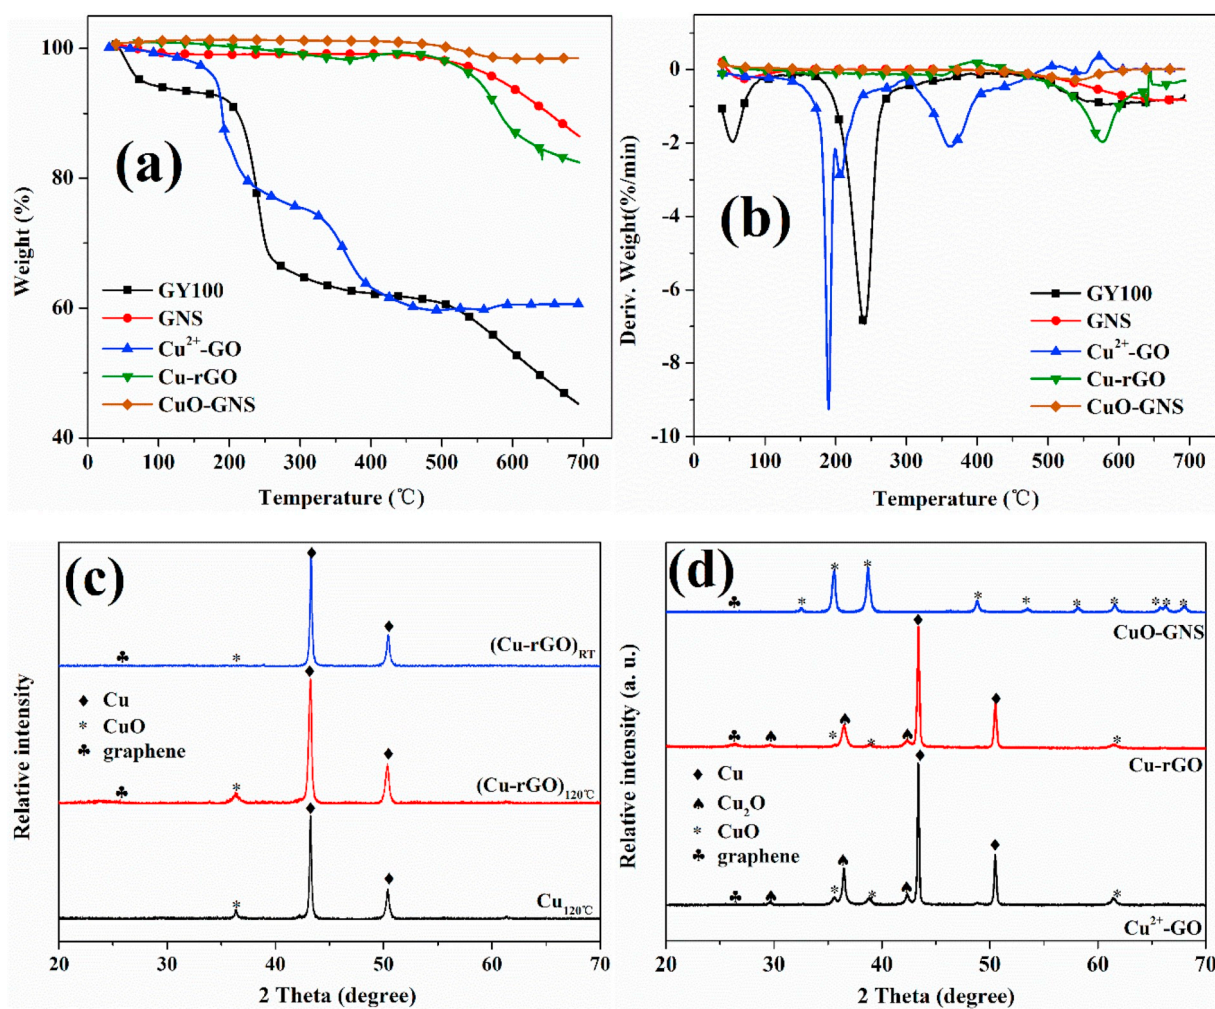 (a)
Weight (%)
100
80
60
40
GY100
GNS
Cu²⁺-GO
Cu-rGO
CuO-GNS
0 100 200 300 400 500 600 700
Temperature (℃)
(b)
Deriv. Weight(%/min)
0
-2
-4
-6
-8
-10
GY100
GNS
Cu²⁺-GO
Cu-rGO
CuO-GNS
0 100 200 300 400 500 600 700
Temperature (℃)
(c)
Relative intensity
(Cu-rGO)RT
♦ Cu
* CuO
♣ graphene
(Cu-rGO)120℃
Cu120℃
20 30 40 50 60 70
2 Theta (degree)
(d)
Relative intensity (a. u.)
CuO-GNS
Cu-rGO
♦ Cu
♠ Cu₂O
* CuO
♣ graphene
Cu²⁺-GO
20 30 40 50 60 70
2 Theta (degree)